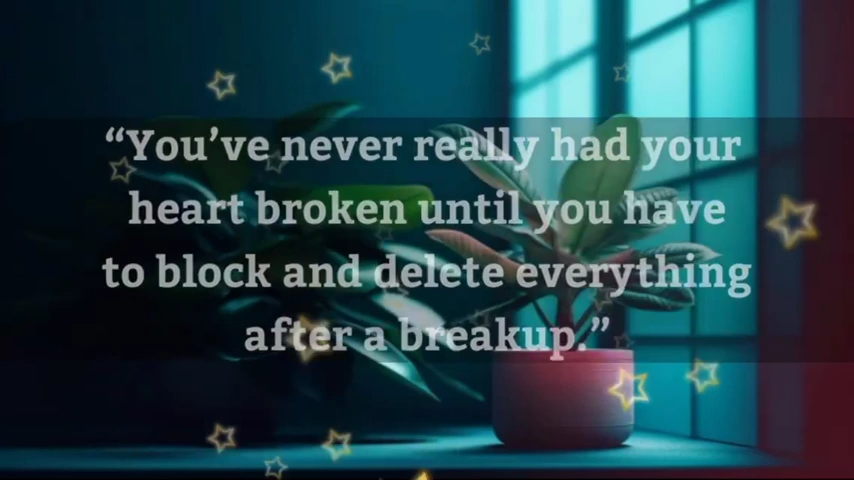 “You’ve never really had your
heart broken until you have
to block and delete everything
after a breakup.”